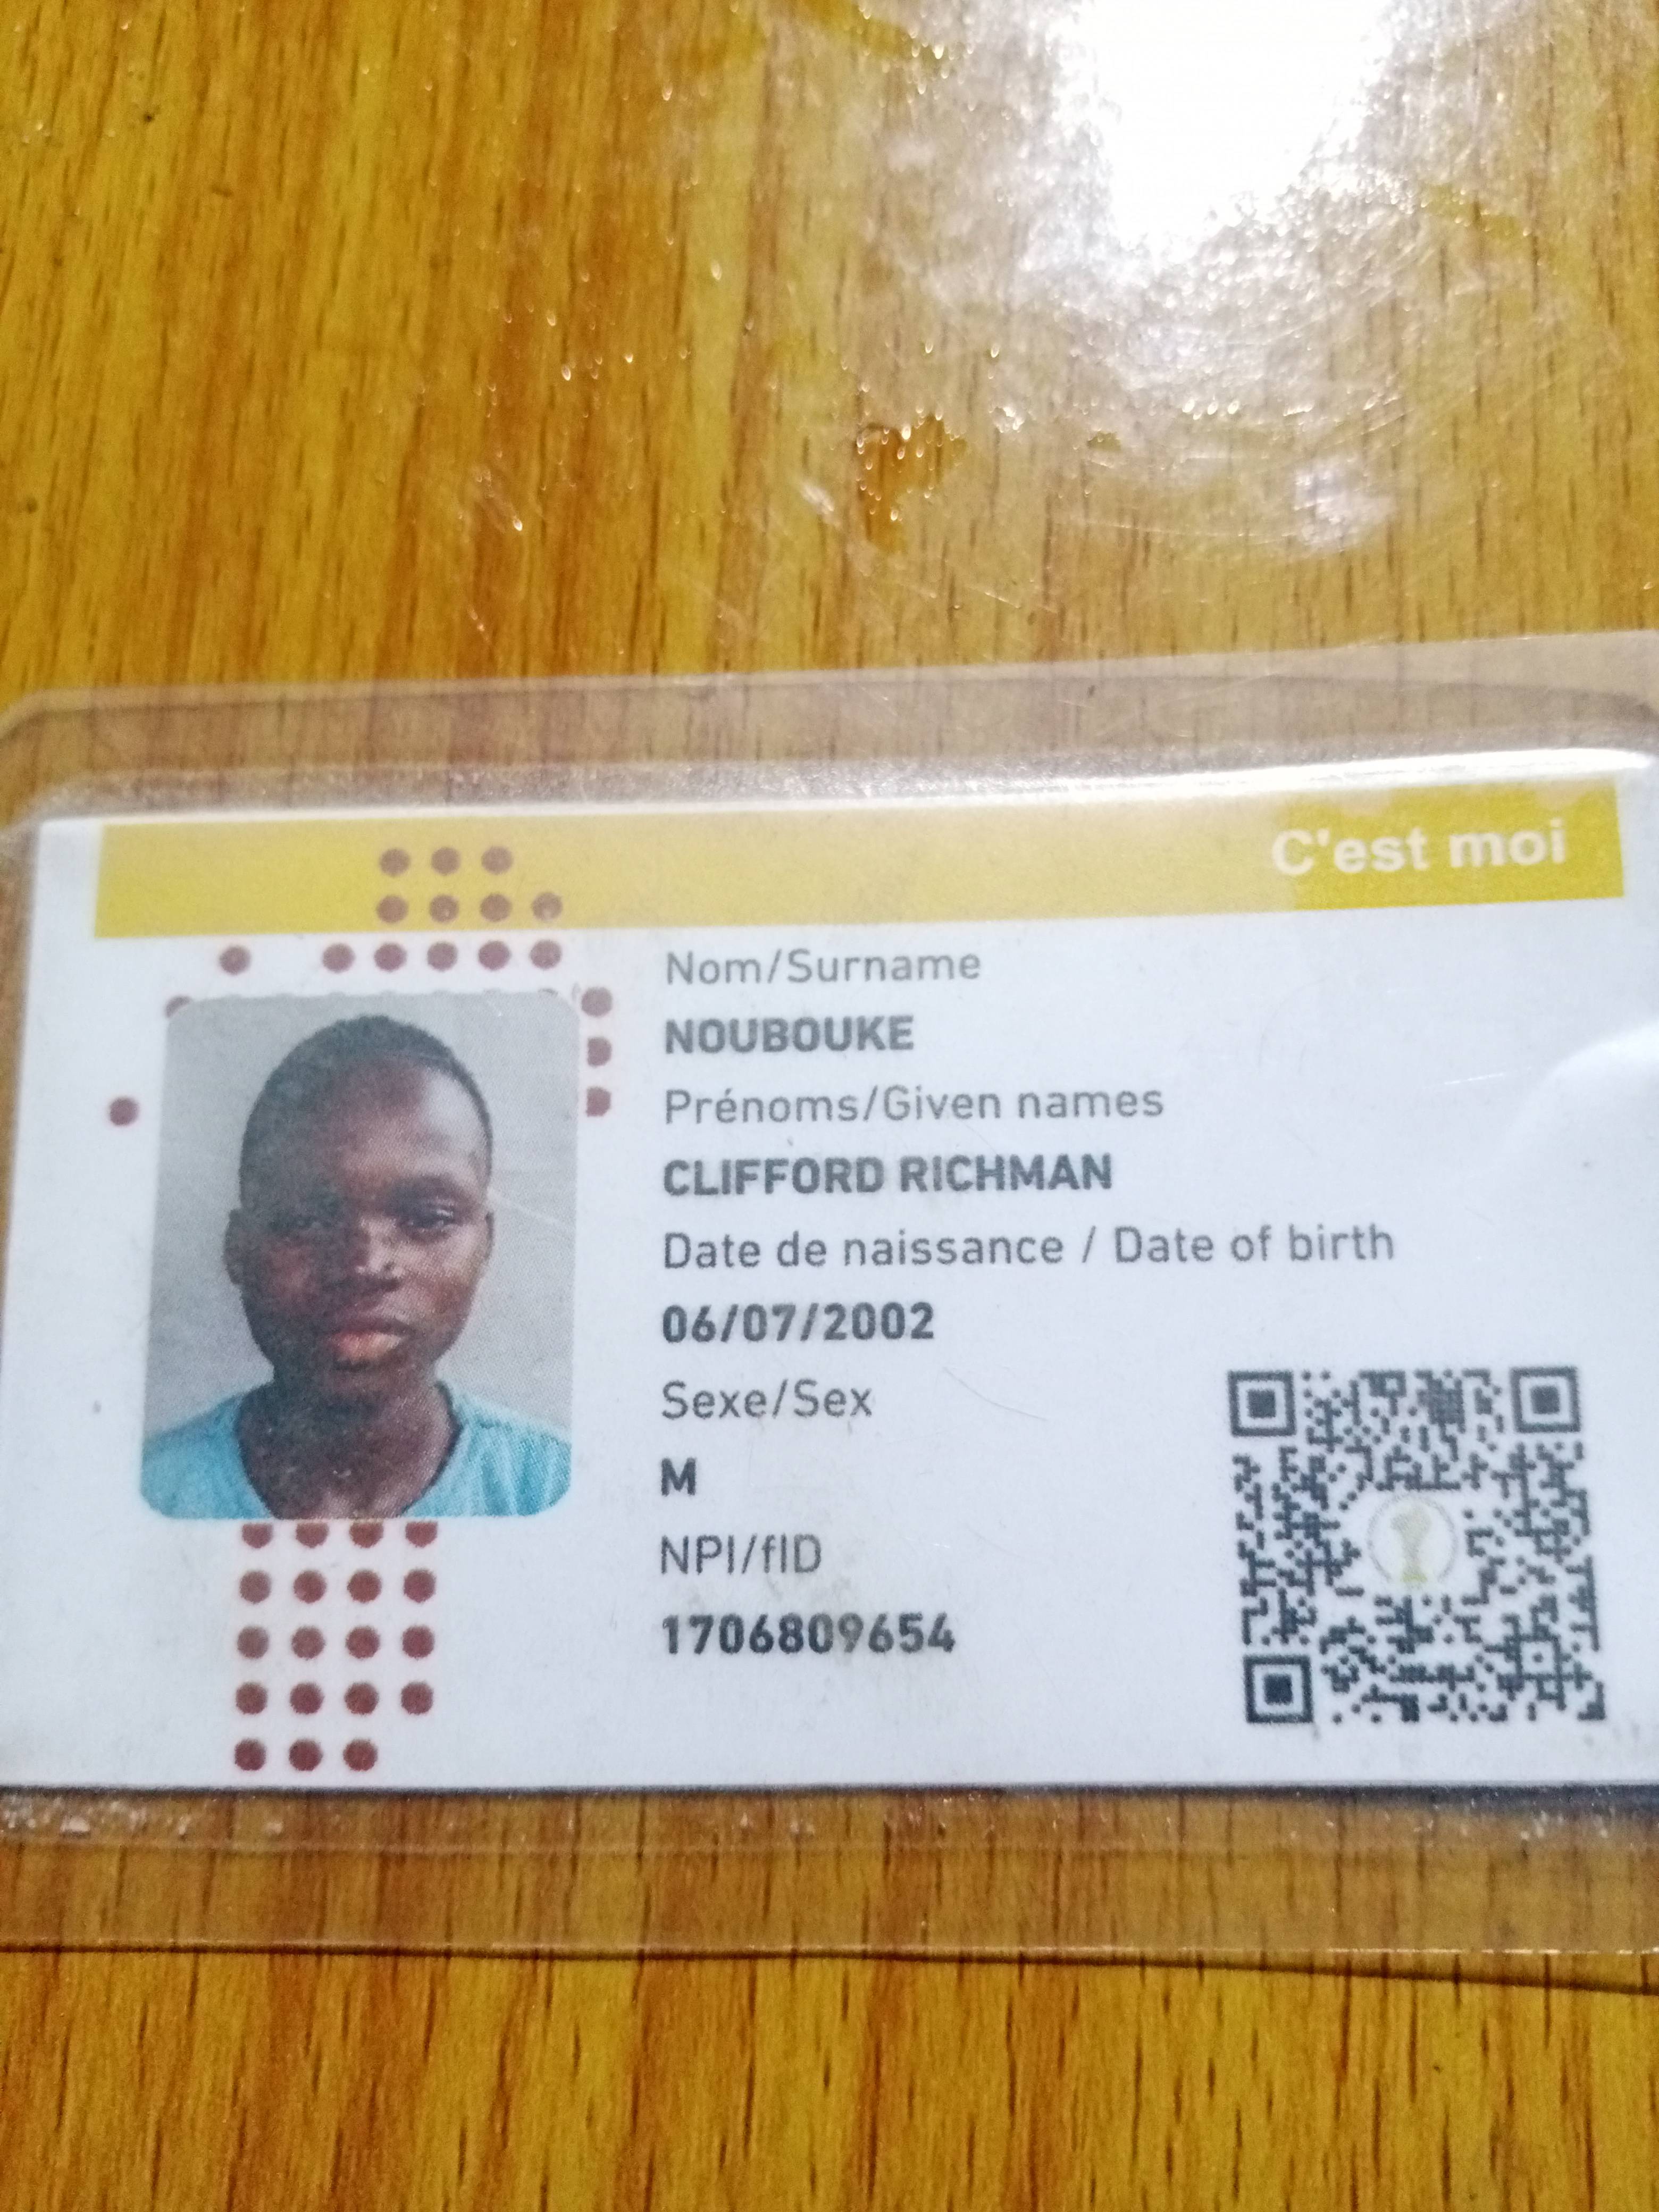 C'est moi
Nom/Surname
NOUBOUKE
Prénoms/Given names
CLIFFORD RICHMAN
Date de naissance / Date of birth
06/07/2002
Sexe/Sex
M
NPI/fID
1706809654